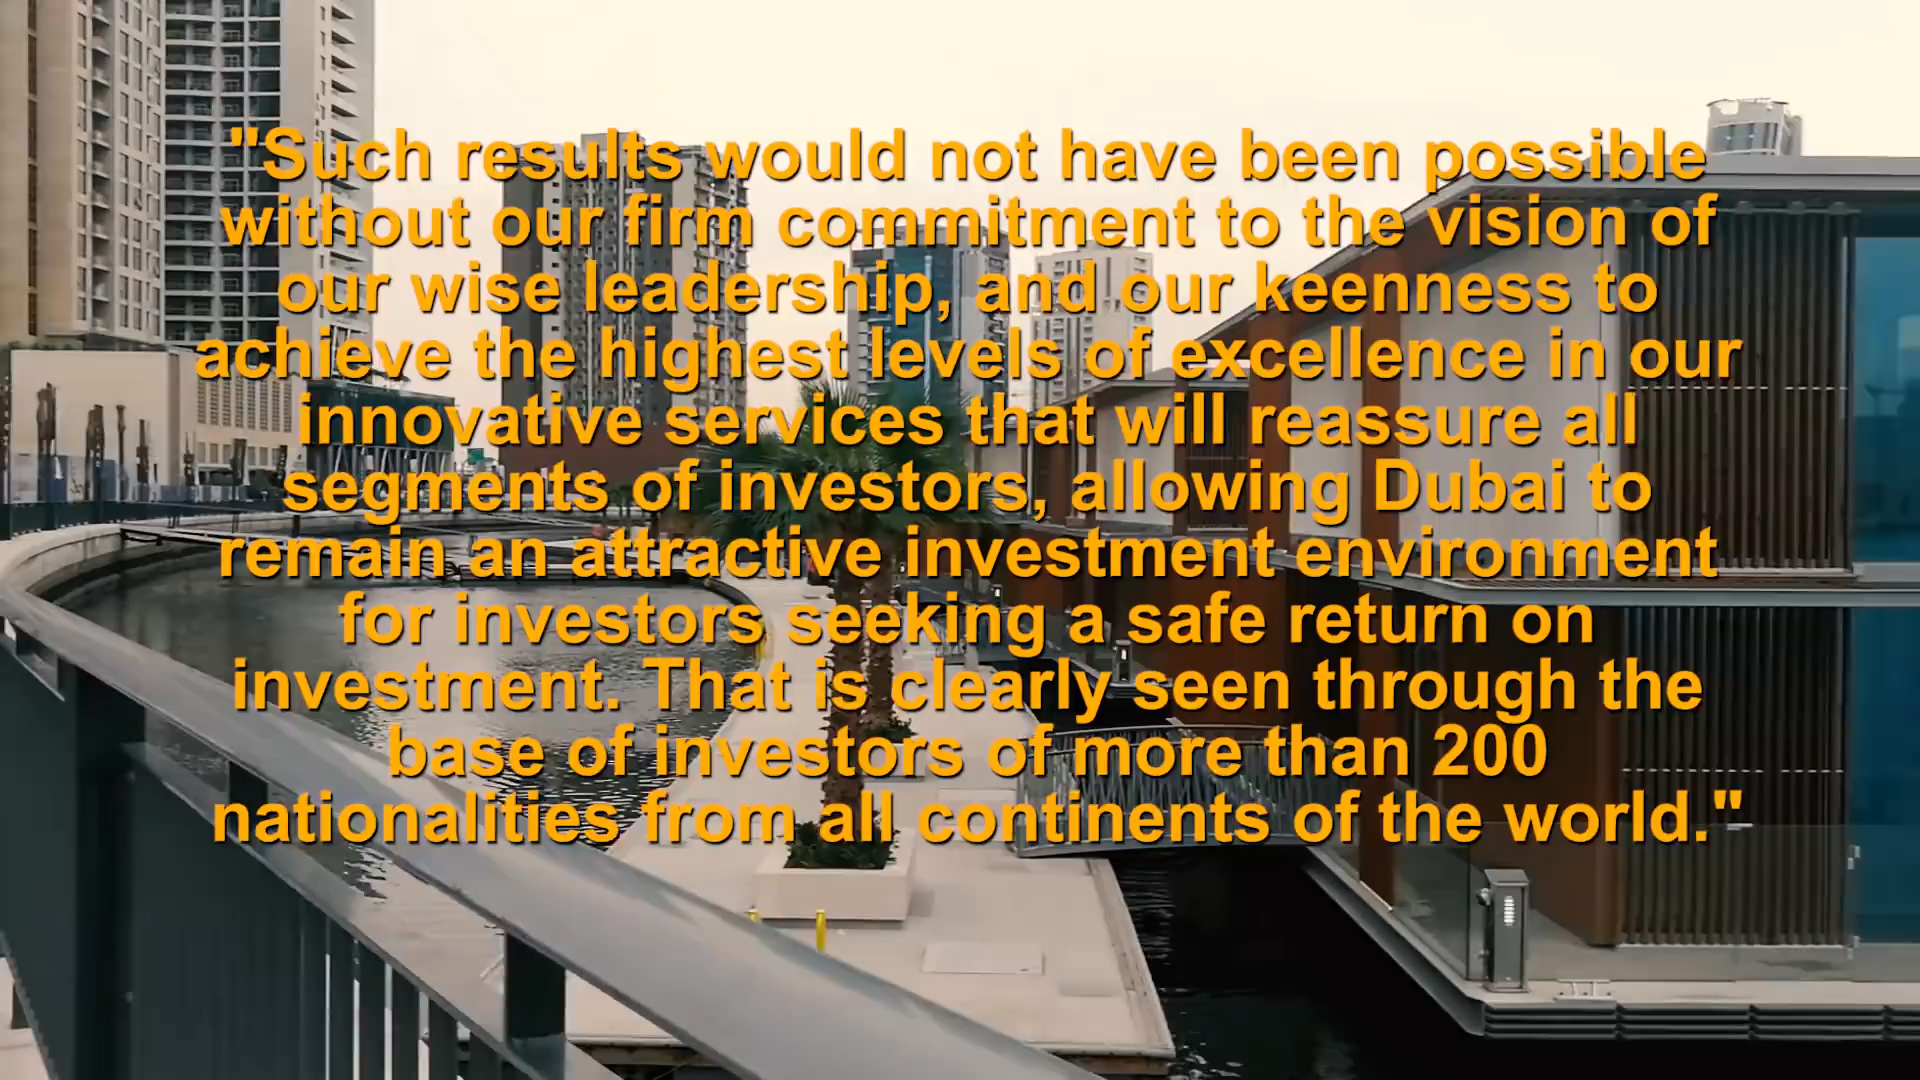 "Such results would not have been possible
without our firm commitment to the vision of
our wise leadership, and our keenness to
achieve the highest levels of excellence in our
innovative services that will reassure all
segments of investors, allowing Dubai to
remain an attractive investment environment
for investors seeking a safe return on
investment. That is clearly seen through the
base of investors of more than 200
nationalities from all continents of the world."